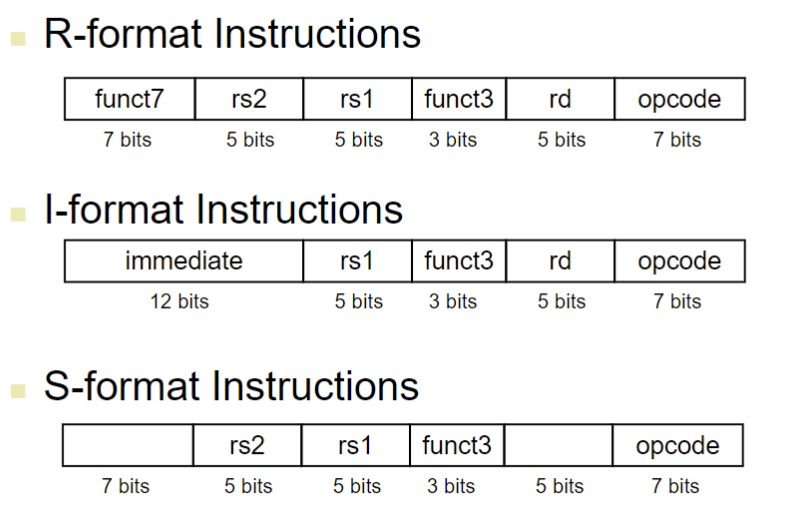 R-format Instructions
funct7 rs2 rs1 funct3 rd opcode
7 bits 5 bits 5 bits 3 bits 5 bits 7 bits
I-format Instructions
immediate rs1 funct3 rd opcode
12 bits 5 bits 3 bits 5 bits 7 bits
S-format Instructions
rs2 rs1 funct3 opcode
7 bits 5 bits 5 bits 3 bits 5 bits 7 bits